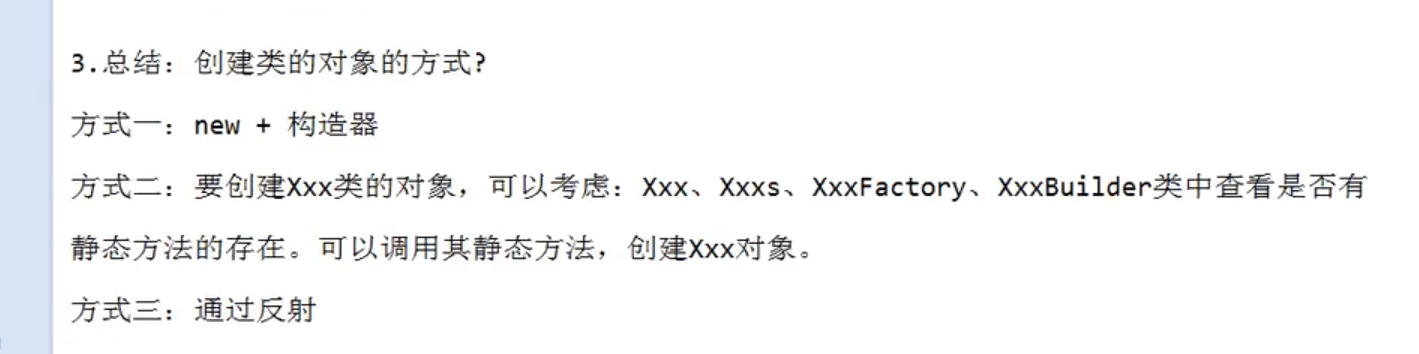 3.总结：创建类的对象的方式?
方式一：new + 构造器
方式二：要创建Xxx类的对象，可以考虑：Xxx、Xxxs、XxxFactory、XxxBuilder类中查看是否有
静态方法的存在。可以调用其静态方法，创建Xxx对象。
方式三：通过反射